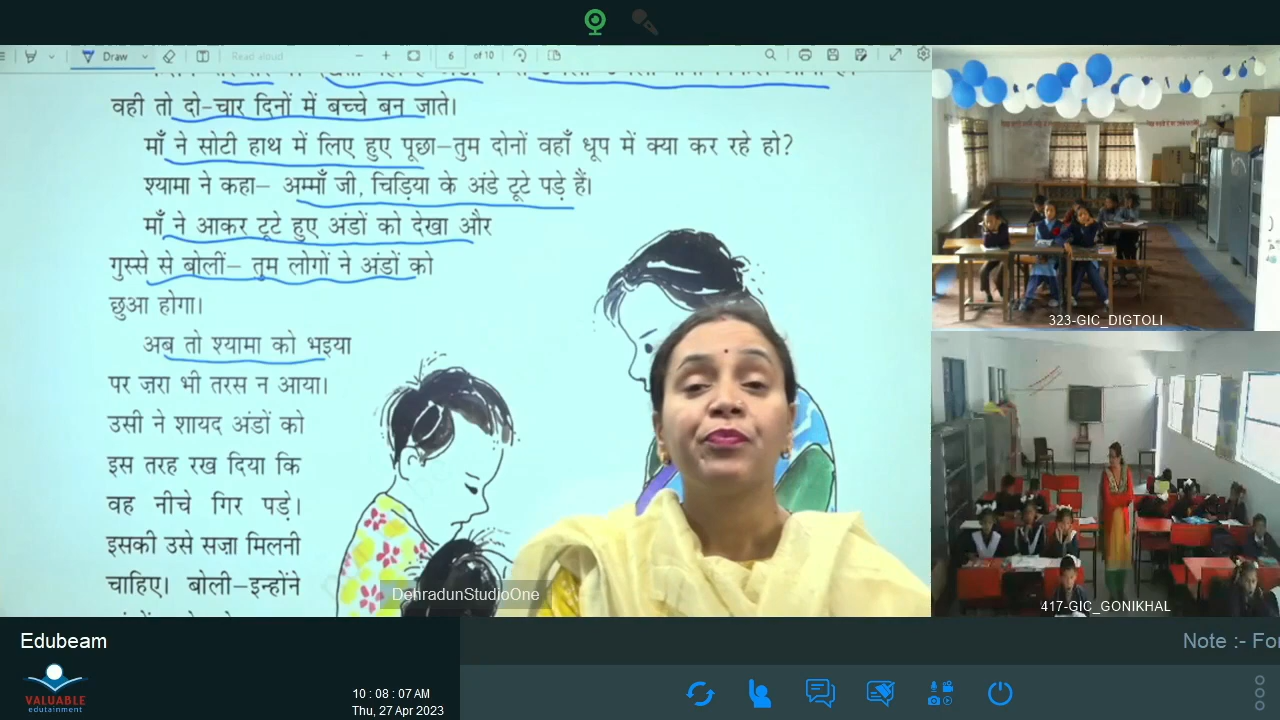 Draw
Read aloud
6
of 10
वही तो दो-चार दिनों में बच्चे बन जाते।
माँ ने सोटी हाथ में लिए हुए पूछा-तुम दोनों वहाँ धूप में क्या कर रहे हो?
श्यामा ने कहा- अम्माँ जी, चिड़िया के अंडे टूटे पड़े हैं।
माँ ने आकर टूटे हुए अंडों को देखा और
गुस्से से बोलीं- तुम लोगों ने अंडों को
छुआ होगा।
अब तो श्यामा को भइया
पर ज़रा भी तरस न आया।
उसी ने शायद अंडों को
इस तरह रख दिया कि
वह नीचे गिर पड़े।
इसकी उसे सज़ा मिलनी
चाहिए। बोली-इन्होंने
DehradunStudioOne
323-GIC_DIGTOLI
417-GIC_GONIKHAL
Edubeam
VALUABLE
edutainment
10 : 08 : 07 AM
Thu, 27 Apr 2023
Note :- For